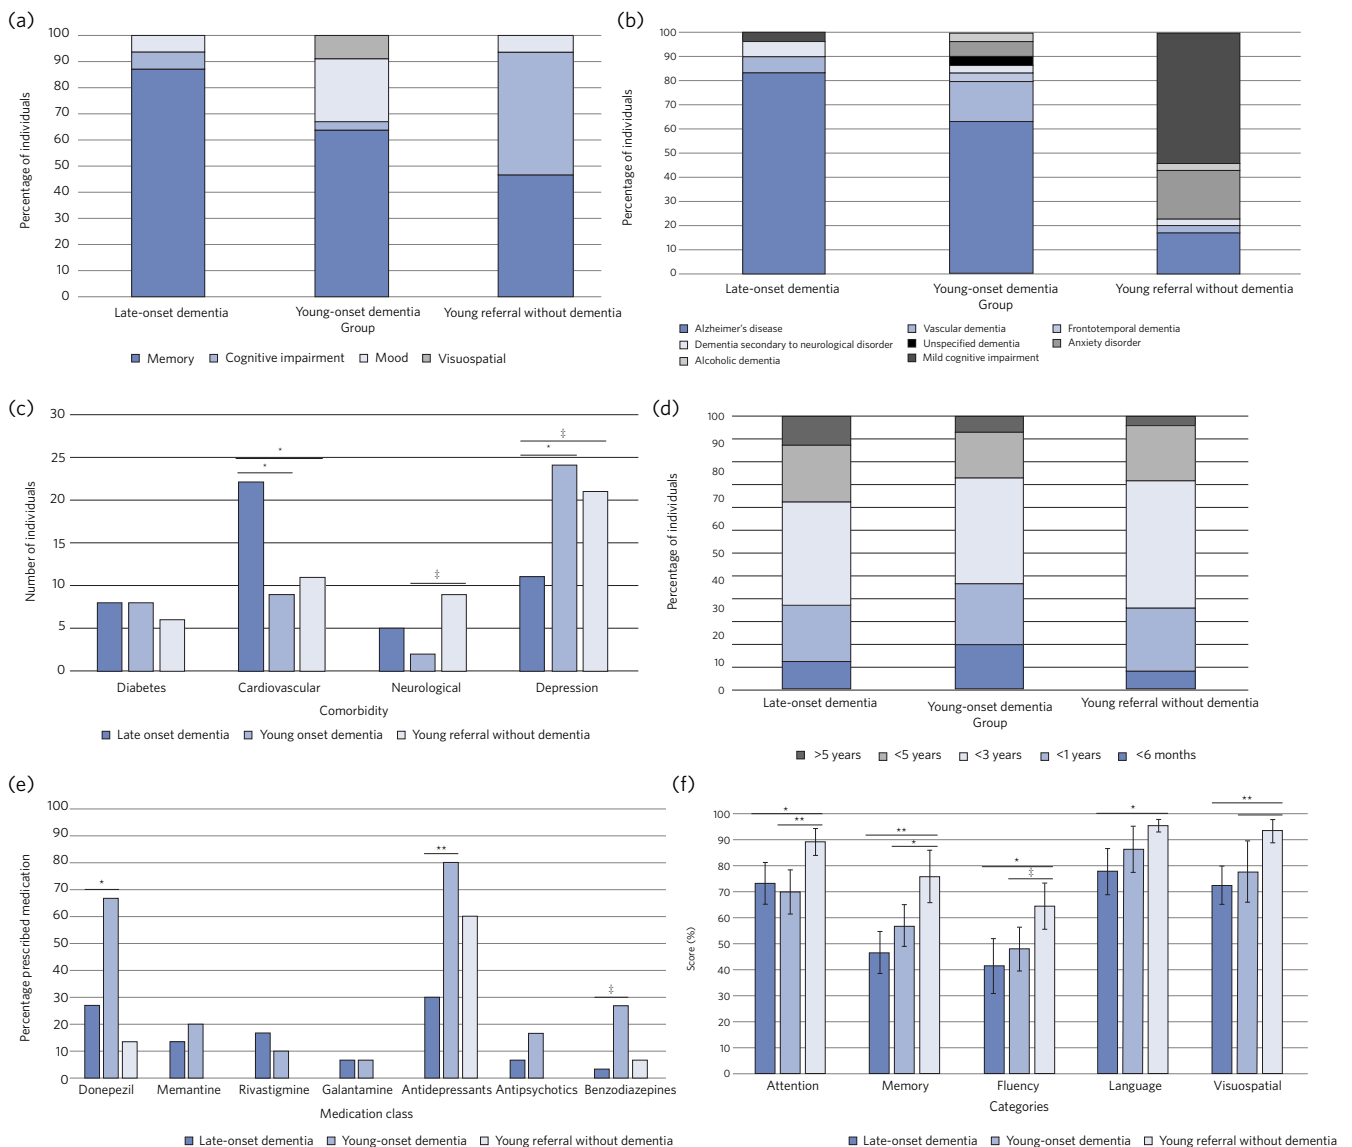 (a)
100
90
80
70
60
50
40
30
20
10
0
Percentage of individuals
Late-onset dementia
Young-onset dementia
Young referral without dementia
Group
Memory
Cognitive impairment
Mood
Visuospatial
(b)
100
90
80
70
60
50
40
30
20
10
0
Percentage of individuals
Late-onset dementia
Young-onset dementia
Young referral without dementia
Group
Alzheimer's disease
Vascular dementia
Frontotemporal dementia
Dementia secondary to neurological disorder
Unspecified dementia
Anxiety disorder
Alcoholic dementia
Mild cognitive impairment
(c)
30
25
20
15
10
5
0
Number of individuals
*
*
‡
‡
*
Diabetes
Cardiovascular
Neurological
Depression
Comorbidity
Late onset dementia
Young onset dementia
Young referral without dementia
(d)
100
90
80
70
60
50
40
30
20
10
0
Percentage of individuals
Late-onset dementia
Young-onset dementia
Young referral without dementia
Group
>5 years
<5 years
<3 years
<1 years
<6 months
(e)
100
90
80
70
60
50
40
30
20
10
0
Percentage prescribed medication
*
**
‡
Donepezil
Memantine
Rivastigmine
Galantamine
Antidepressants
Antipsychotics
Benzodiazepines
Medication class
Late-onset dementia
Young-onset dementia
Young referral without dementia
(f)
100
90
80
70
60
50
40
30
20
10
0
Score (%)
*
**
**
*
*
‡
*
**
Attention
Memory
Fluency
Language
Visuospatial
Categories
Late-onset dementia
Young-onset dementia
Young referral without dementia